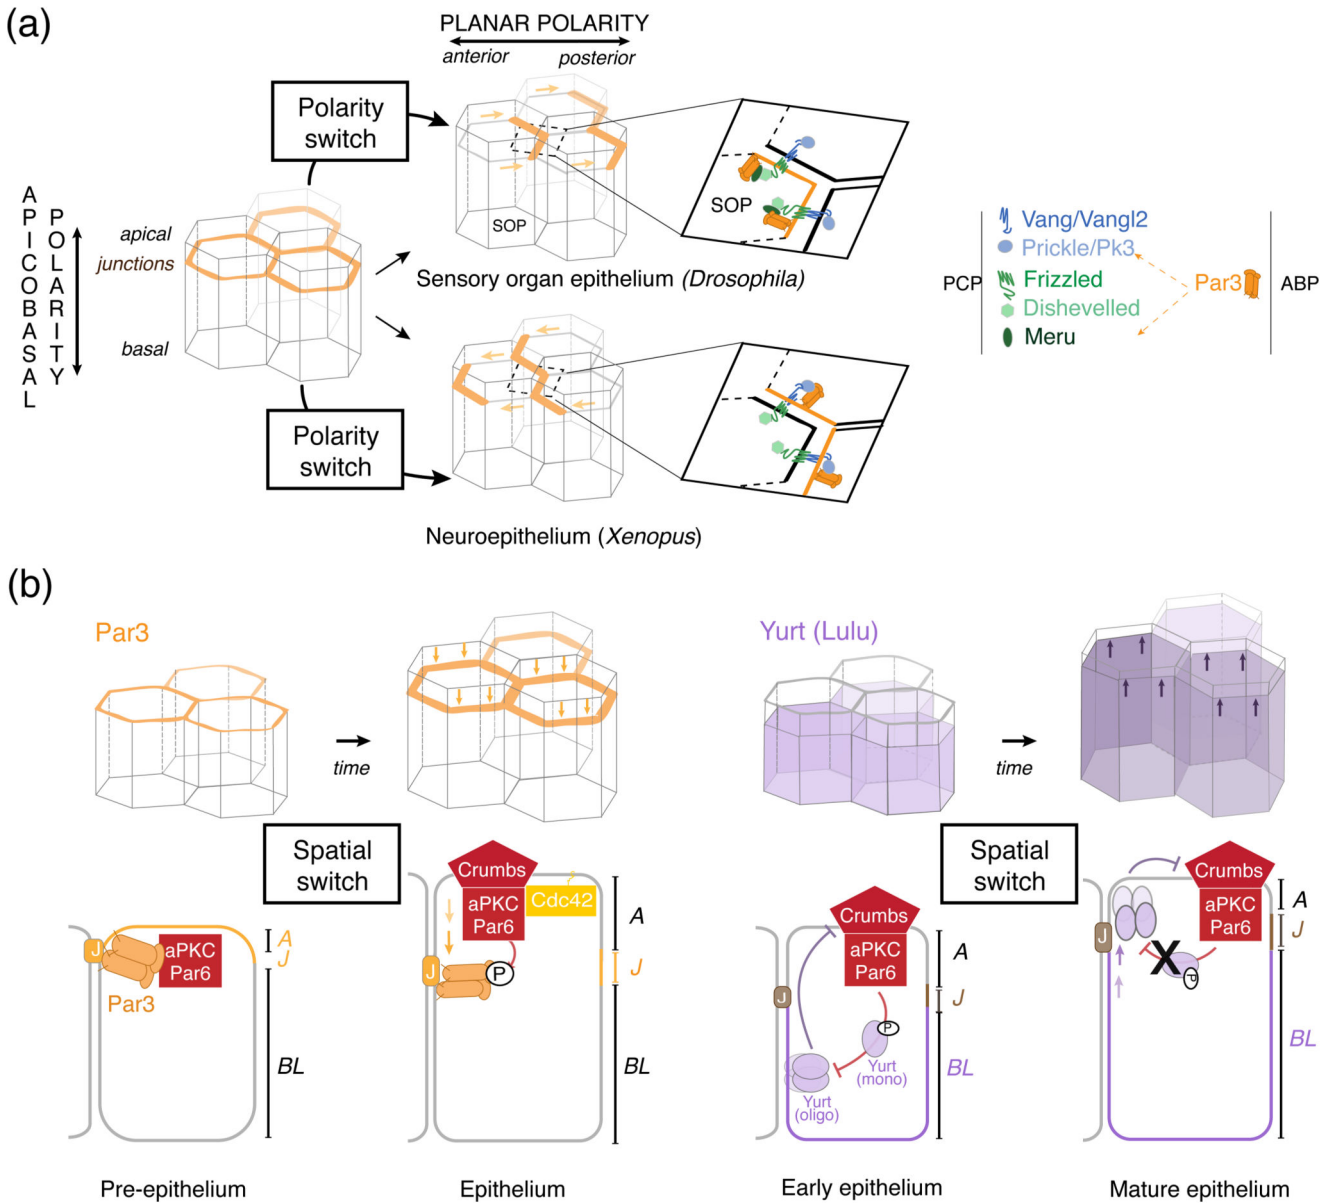 (a)
PLANAR POLARITY
anterior posterior
Polarity
switch
SOP
SOP
Sensory organ epithelium (Drosophila)
APICOBASAL
POLARITY
apical
junctions
basal
Polarity
switch
Neuroepithelium (Xenopus)
PCP
Vang/Vangl2
Prickle/Pk3
Frizzled
Dishevelled
Meru
Par3
ABP
(b)
Par3
time
Spatial
switch
J
aPKC
Par6
Par3
A
J
BL
Pre-epithelium
Crumbs
aPKC
Par6
Cdc42
J
P
A
J
BL
Epithelium
Yurt (Lulu)
time
Spatial
switch
Crumbs
aPKC
Par6
J
P
Yurt
(mono)
Yurt
(oligo)
A
J
BL
Early epithelium
Crumbs
aPKC
Par6
J
X
P
A
J
BL
Mature epithelium